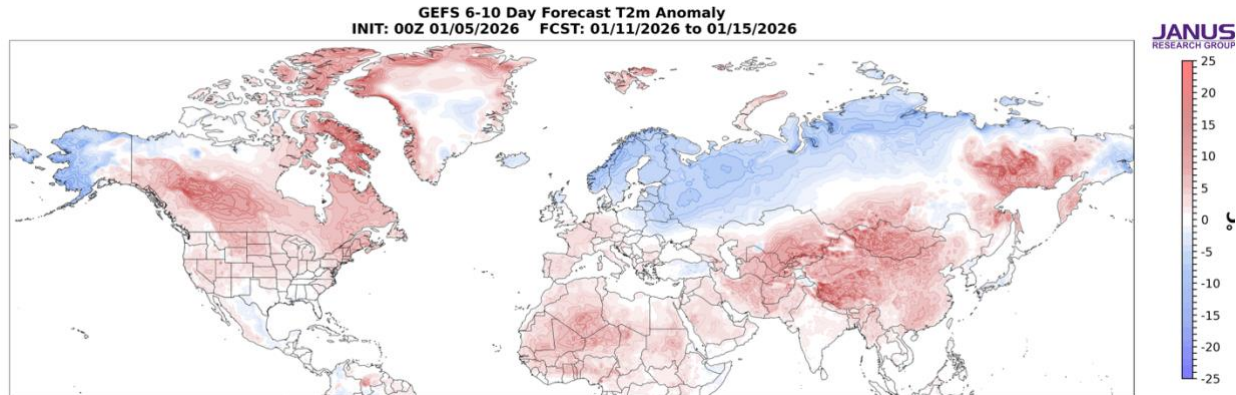 GEFS 6-10 Day Forecast T2m Anomaly
INIT: 00Z 01/05/2026    FCST: 01/11/2026 to 01/15/2026
JANUS
RESEARCH GROUP
25
20
15
10
5
0
-5
-10
-15
-20
-25
°C